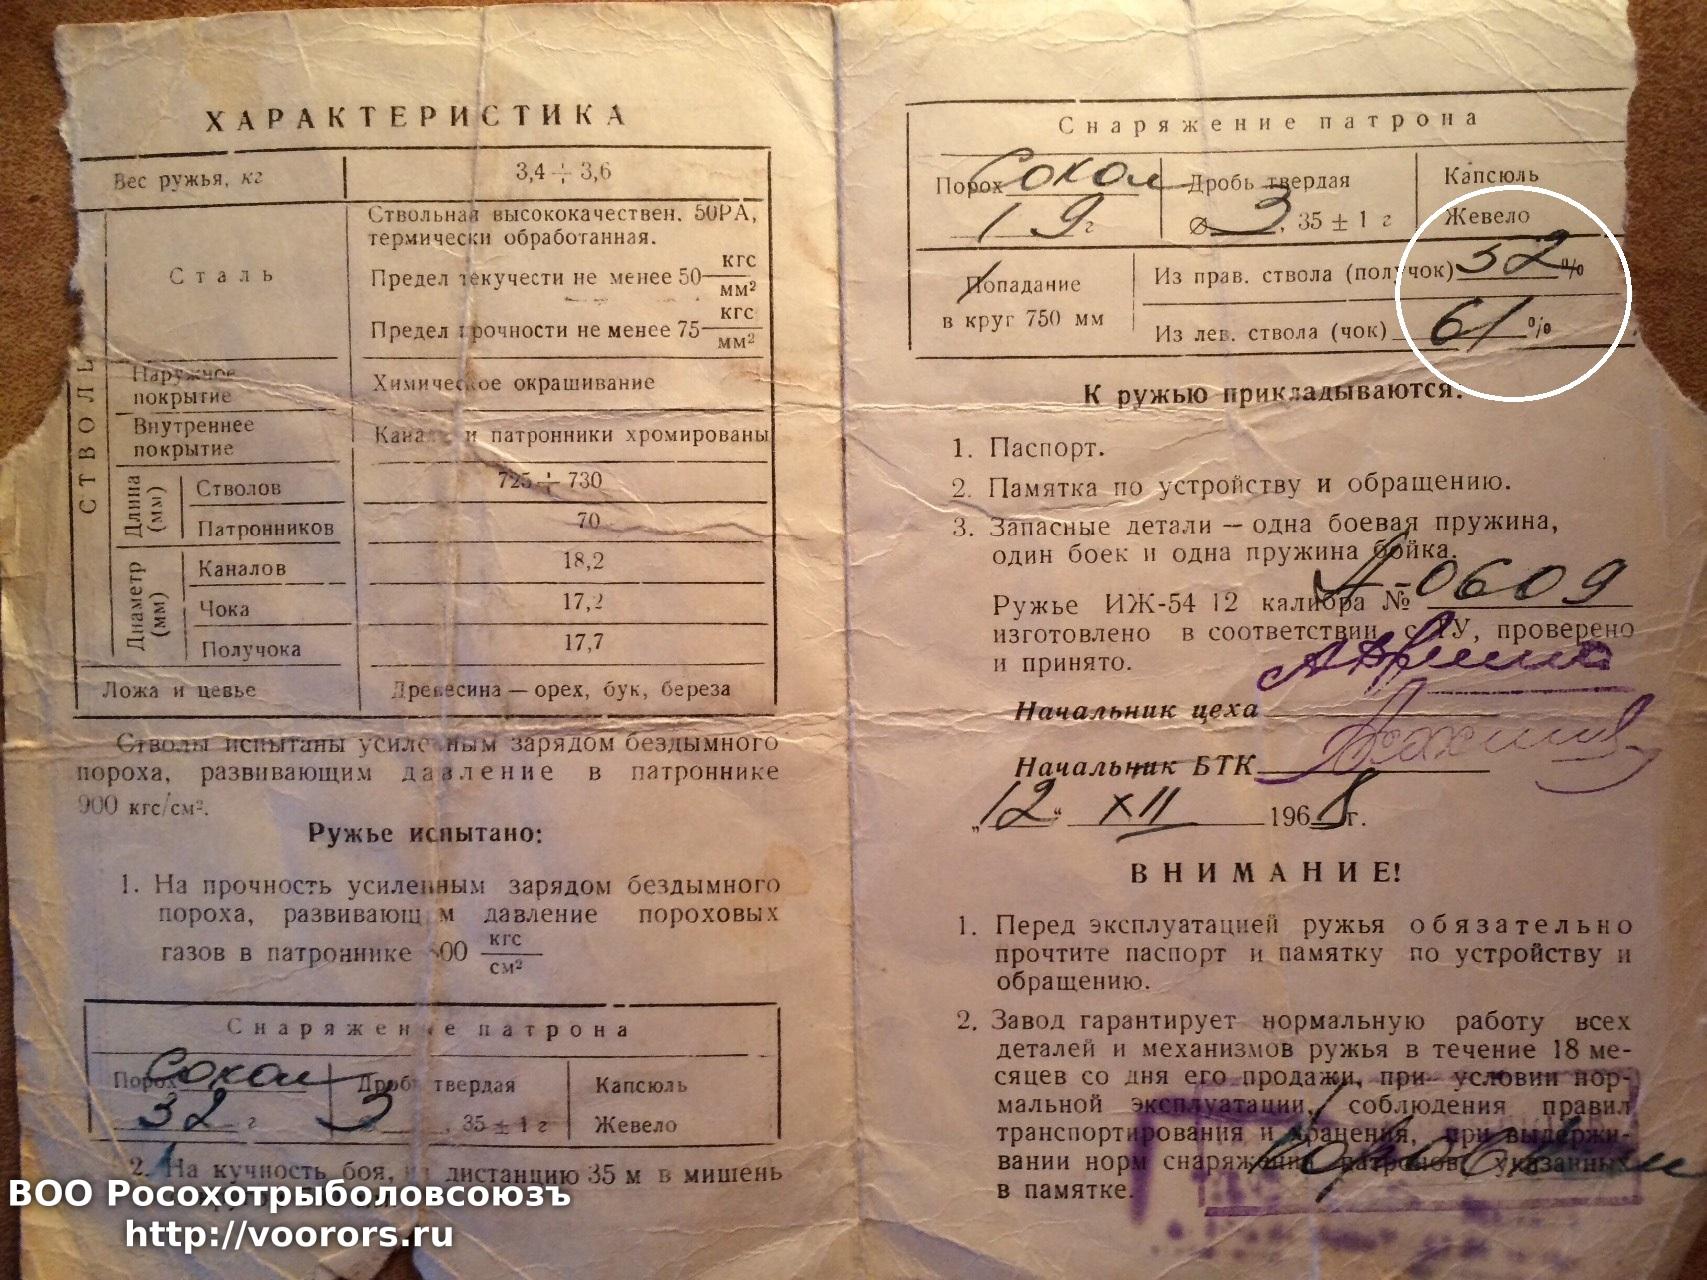 ХАРАКТЕРИСТИКА
Вес ружья, кг
3,4 ÷ 3,6
СТВОЛЫ
Сталь
Ствольная высококачествен. 50РА,
термически обработанная.
Предел текучести не менее 50 кгс/мм²
Предел прочности не менее 75 кгс/мм²
Наружное
покрытие
Химическое окрашивание
Внутреннее
покрытие
Каналы и патронники хромированы
Длина (мм)
Стволов
725 ÷ 730
Патронников
70
Диаметр (мм)
Каналов
18,2
Чока
17,2
Получока
17,7
Ложа и цевье
Древесина — орех, бук, береза
Стволы испытаны усиленным зарядом бездымного
пороха, развивающим давление в патроннике
900 кгс/см².
Ружье испытано:
1. На прочность усиленным зарядом бездымного
пороха, развивающим давление пороховых
газов в патроннике 00 кгс/см²
Снаряжение патрона
Порох Сокол
Дробь твердая
Капсюль
32 г
3, 35 ± 1 г
Жевело
2. На кучность боя, на дистанцию 35 м в мишень
ВОО Росохотрыболовсоюзъ
http://voorors.ru
Снаряжение патрона
Порох Сокол
Дробь твердая
Капсюль
1 9 г
⌀ 3, 35 ± 1 г
Жевело
Попадание
в круг 750 мм
Из прав. ствола (получок) 52 %
Из лев. ствола (чок) 61 %
К ружью прикладываются:
1. Паспорт.
2. Памятка по устройству и обращению.
3. Запасные детали — одна боевая пружина,
один боек и одна пружина бойка.
Ружье ИЖ-54 12 калибра № А-0609
изготовлено в соответствии с ТУ, проверено
и принято.
Начальник цеха
Начальник БТК
„12“ XII 1968 г.
ВНИМАНИЕ!
1. Перед эксплуатацией ружья обязательно
прочтите паспорт и памятку по устройству и
обращению.
2. Завод гарантирует нормальную работу всех
деталей и механизмов ружья в течение 18 ме-
сяцев со дня его продажи, при условии нор-
мальной эксплуатации, соблюдения правил
транспортирования и хранения, при выдержи-
вании норм снаряжения патронов, указанных
в памятке.